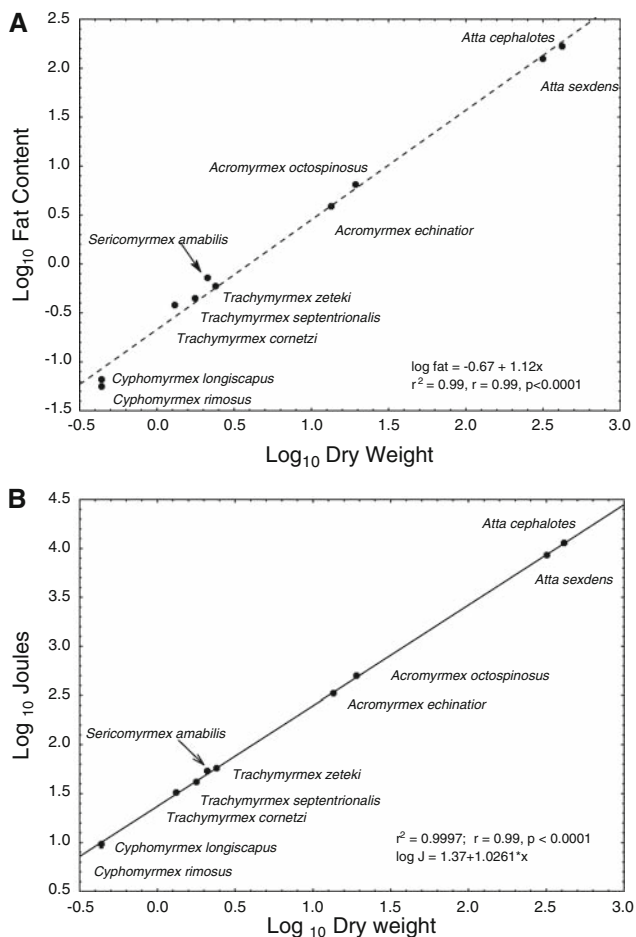 A
2.5
2.0
1.5
1.0
0.5
0.0
-0.5
-1.0
-1.5
Log10 Fat Content
Atta cephalotes
Atta sexdens
Acromyrmex octospinosus
Acromyrmex echinatior
Sericomyrmex amabilis
Trachymyrmex zeteki
Trachymyrmex septentrionalis
Trachymyrmex cornetzi
Cyphomyrmex longiscapus
Cyphomyrmex rimosus
log fat = -0.67 + 1.12x
r2 = 0.99, r = 0.99, p<0.0001
-0.5 0.0 0.5 1.0 1.5 2.0 2.5 3.0
Log10 Dry Weight
B
4.5
4.0
3.5
3.0
2.5
2.0
1.5
1.0
0.5
Log 10 Joules
Atta cephalotes
Atta sexdens
Acromyrmex octospinosus
Acromyrmex echinatior
Sericomyrmex amabilis
Trachymyrmex zeteki
Trachymyrmex septentrionalis
Trachymyrmex cornetzi
Cyphomyrmex longiscapus
Cyphomyrmex rimosus
r2 = 0.9997; r = 0.99, p < 0.0001
log J = 1.37+1.0261*x
-0.5 0.0 0.5 1.0 1.5 2.0 2.5 3.0
Log 10 Dry weight